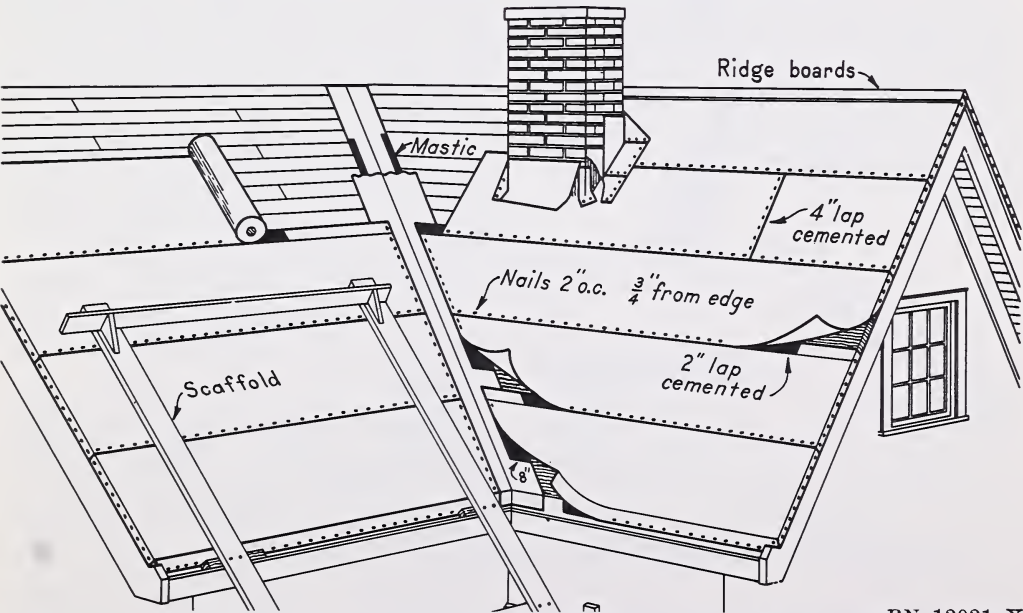 Ridge boards
Mastic
4" lap
cemented
Nails 2" o.c. 3/4" from edge
2" lap
cemented
Scaffold
8"